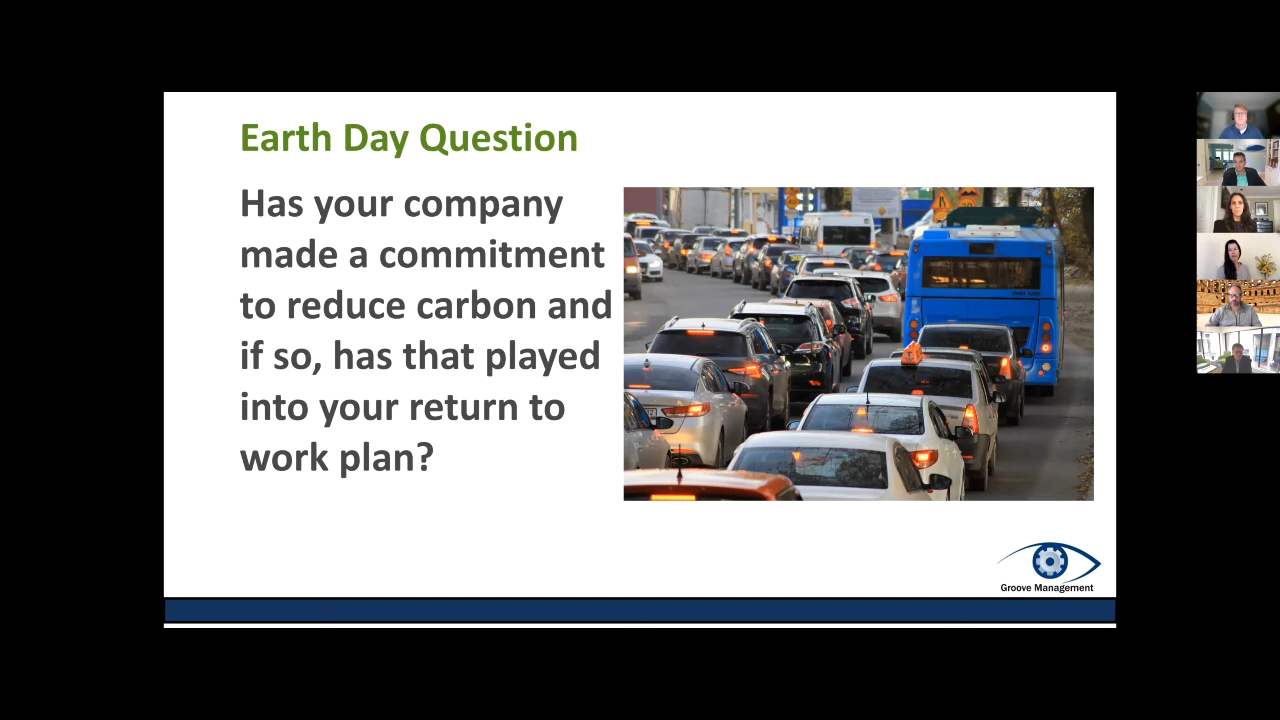 Earth Day Question
Has your company
made a commitment
to reduce carbon and
if so, has that played
into your return to
work plan?
Groove Management